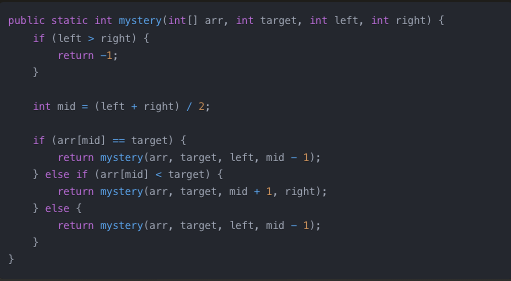 public static int mystery(int[] arr, int target, int left, int right) {
    if (left > right) {
        return -1;
    }

    int mid = (left + right) / 2;

    if (arr[mid] == target) {
        return mystery(arr, target, left, mid - 1);
    } else if (arr[mid] < target) {
        return mystery(arr, target, mid + 1, right);
    } else {
        return mystery(arr, target, left, mid - 1);
    }
}